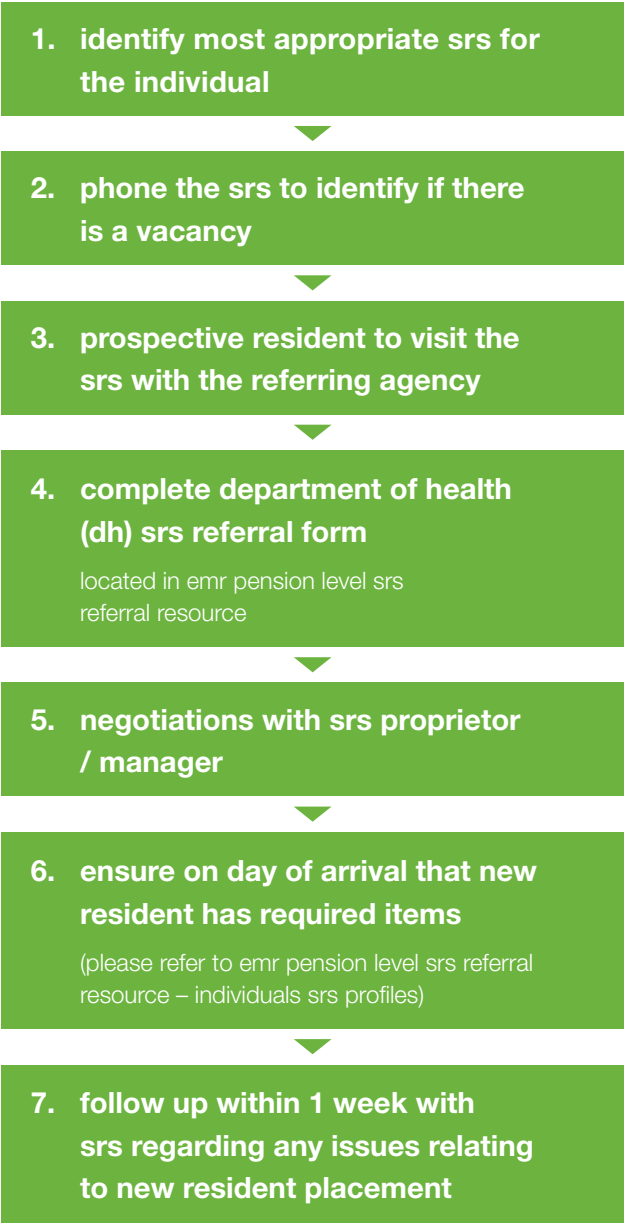 1. identify most appropriate srs for
the individual
2. phone the srs to identify if there
is a vacancy
3. prospective resident to visit the
srs with the referring agency
4. complete department of health
(dh) srs referral form
located in emr pension level srs
referral resource
5. negotiations with srs proprietor
/ manager
6. ensure on day of arrival that new
resident has required items
(please refer to emr pension level srs referral
resource – individuals srs profiles)
7. follow up within 1 week with
srs regarding any issues relating
to new resident placement